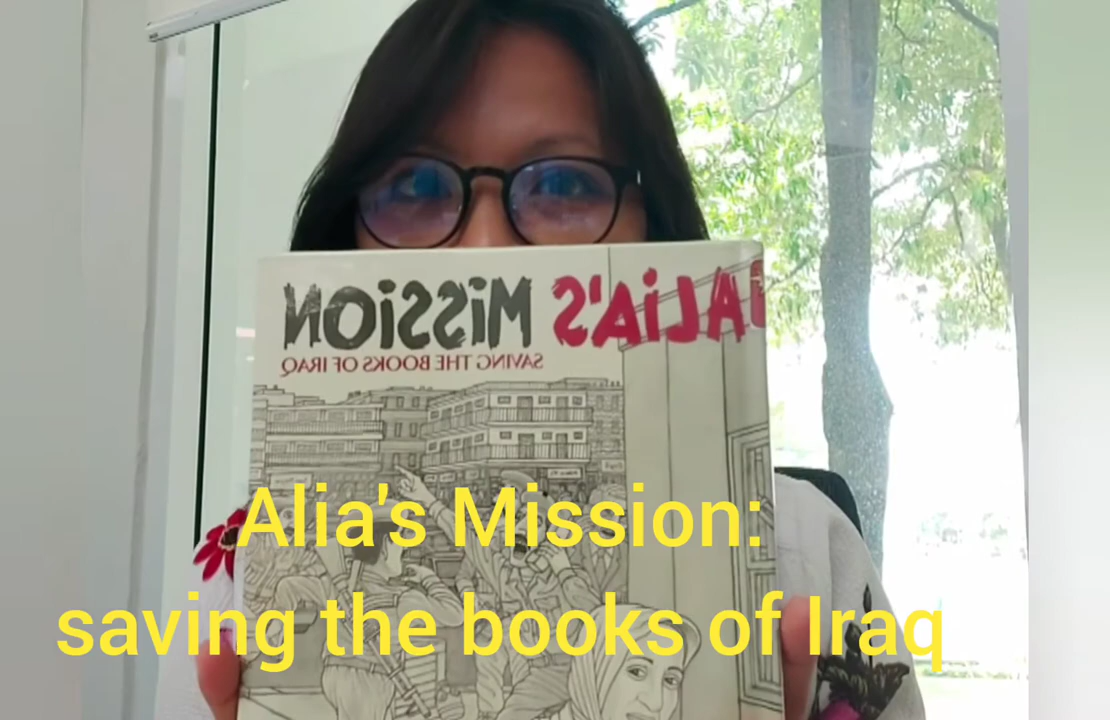 ALiA'S MiSSiON
SAVING THE BOOKS OF IRAQ
Alia's Mission:
saving the books of Iraq